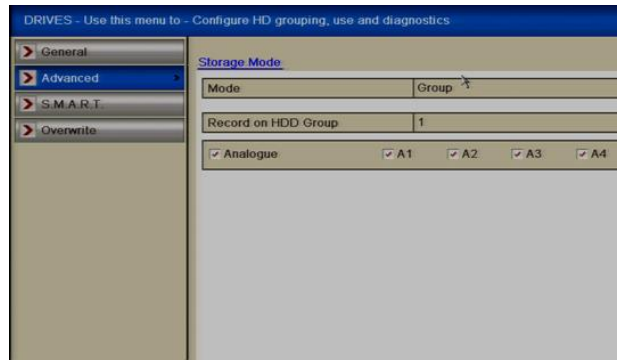 DRIVES - Use this menu to - Configure HD grouping, use and diagnostics
General
Advanced
S.M.A.R.T.
Overwrite
Storage Mode
Mode Group
Record on HDD Group 1
Analogue A1 A2 A3 A4